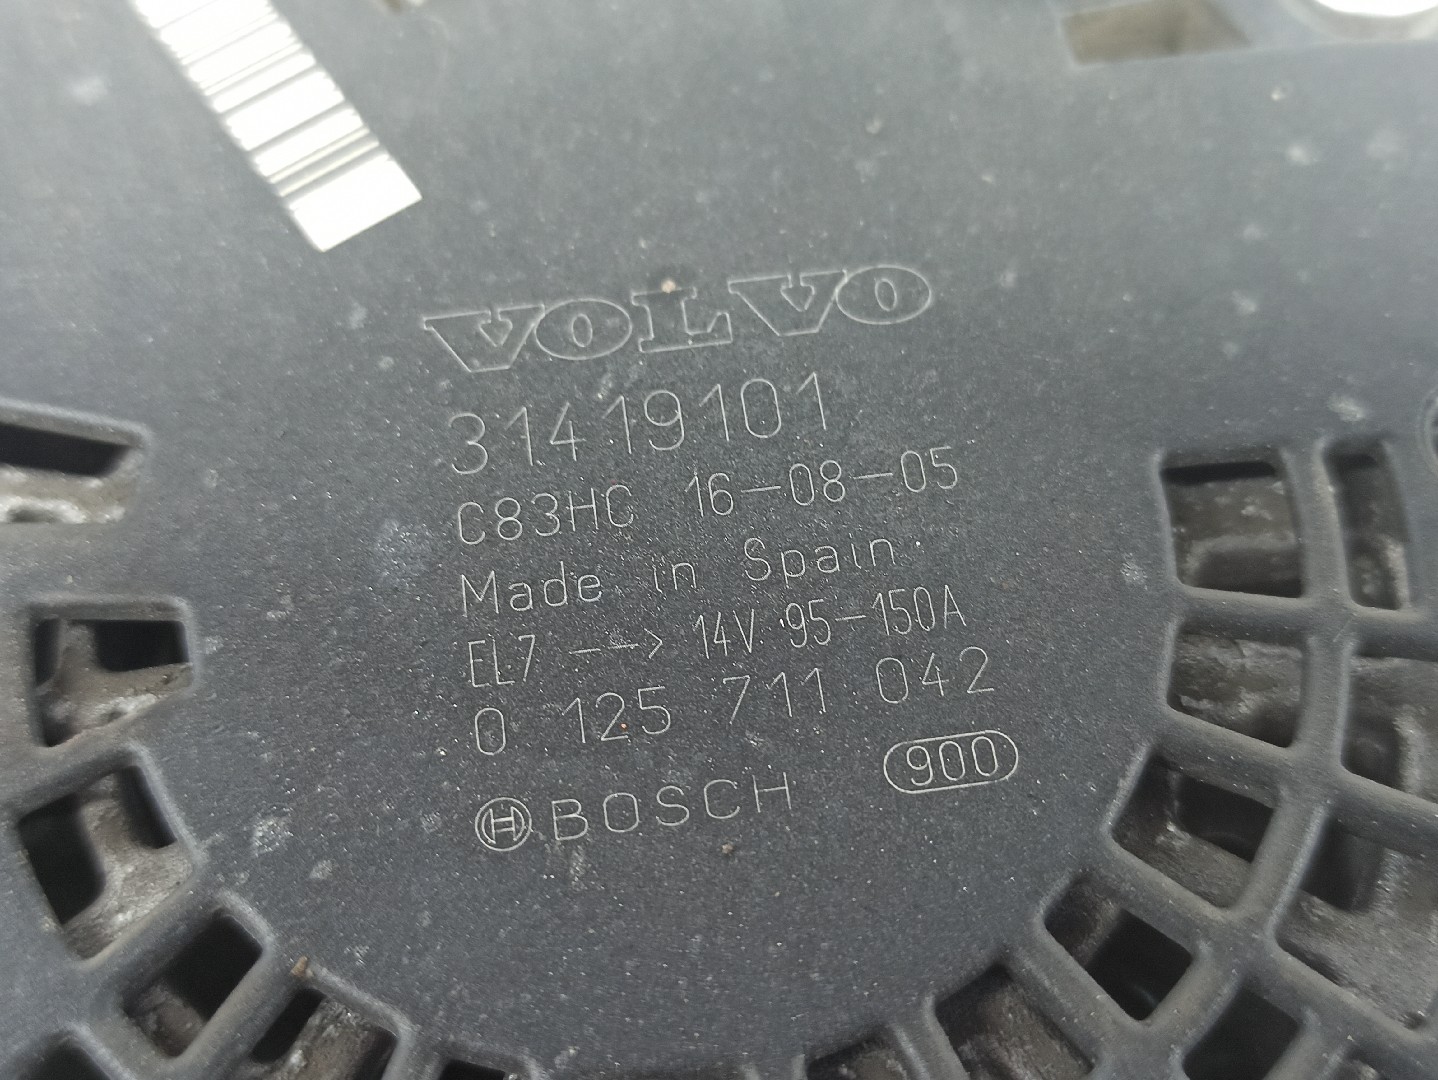 VOLVO
31419101
C83HC 16-08-05
Made in Spain
EL7 --> 14V 95-150A
0 125 711 042
BOSCH 900